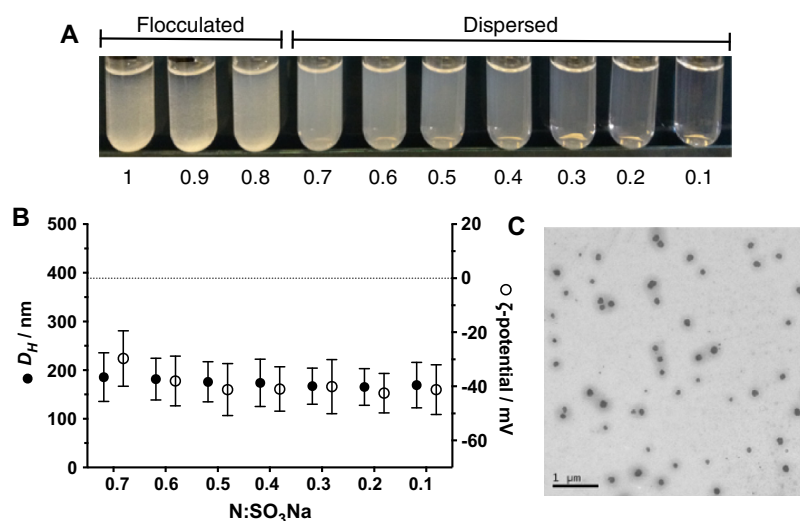 A
Flocculated Dispersed
1 0.9 0.8 0.7 0.6 0.5 0.4 0.3 0.2 0.1
B
500
400
300
200
100
0
D_H / nm
20
0
-20
-40
-60
ζ-potential / mV
0.7 0.6 0.5 0.4 0.3 0.2 0.1
N:SO₃Na
C
1 µm